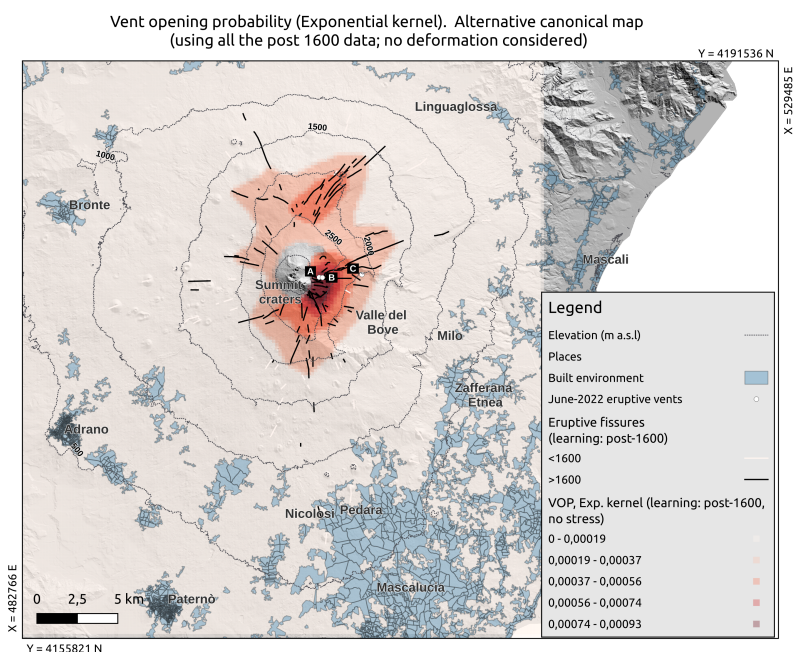 Vent opening probability (Exponential kernel).  Alternative canonical map
(using all the post 1600 data; no deformation considered)
Y = 4191536 N
X = 529485 E
Linguaglossa
1500
1000
Bronte
2500
2000
Mascali
A
B
C
Summit
craters
Valle del
Bove
Milo
Zafferana
Etnea
Adrano
500
Nicolosi
Pedara
Mascalucia
Paternò
0 2,5 5 km
X = 482766 E
Y = 4155821 N
Legend
Elevation (m a.s.l)
Places
Built environment
June-2022 eruptive vents
Eruptive fissures
(learning: post-1600)
<1600
>1600
VOP, Exp. kernel (learning: post-1600,
no stress)
0 - 0,00019
0,00019 - 0,00037
0,00037 - 0,00056
0,00056 - 0,00074
0,00074 - 0,00093